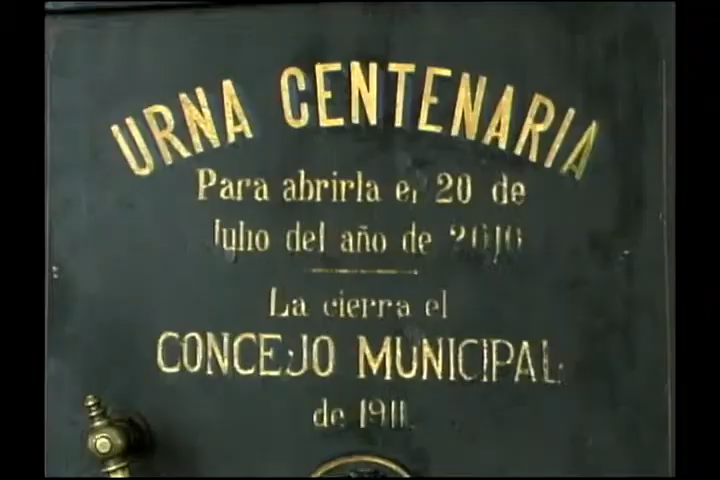 URNA CENTENARIA
Para abrirla el 20 de
Julio del año de 2010
La cierra el
CONCEJO MUNICIPAL
de 1911.